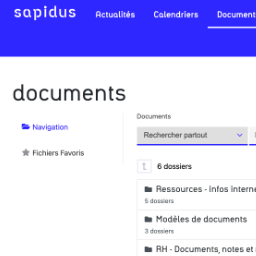 sapidus
Actualités Calendriers Document
documents
Navigation
Fichiers Favoris
Documents
Rechercher partout
t. 6 dossiers
Ressources - Infos Interne
5 dossiers
Modèles de documents
3 dossiers
RH - Documents, notes et